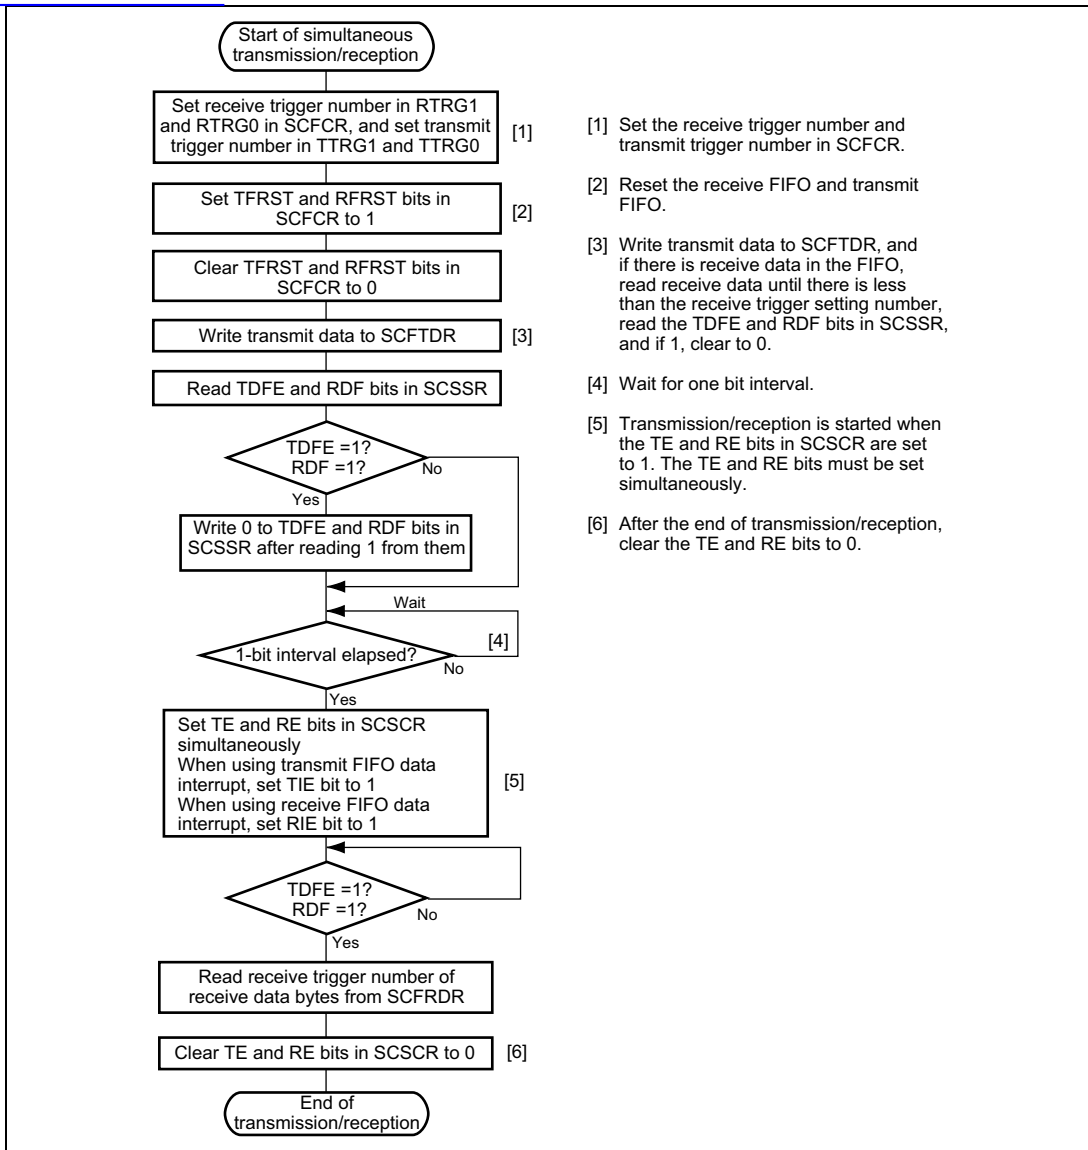 Start of simultaneous
transmission/reception
Set receive trigger number in RTRG1
and RTRG0 in SCFCR, and set transmit
trigger number in TTRG1 and TTRG0
[1]
Set TFRST and RFRST bits in
SCFCR to 1
[2]
Clear TFRST and RFRST bits in
SCFCR to 0
Write transmit data to SCFTDR
[3]
Read TDFE and RDF bits in SCSSR
TDFE =1?
RDF =1?
No
Yes
Write 0 to TDFE and RDF bits in
SCSSR after reading 1 from them
Wait
1-bit interval elapsed?
[4]
No
Yes
Set TE and RE bits in SCSCR
simultaneously
When using transmit FIFO data
interrupt, set TIE bit to 1
When using receive FIFO data
interrupt, set RIE bit to 1
[5]
TDFE =1?
RDF =1?
No
Yes
Read receive trigger number of
receive data bytes from SCFRDR
Clear TE and RE bits in SCSCR to 0
[6]
End of
transmission/reception
[1] Set the receive trigger number and
transmit trigger number in SCFCR.
[2] Reset the receive FIFO and transmit
FIFO.
[3] Write transmit data to SCFTDR, and
if there is receive data in the FIFO,
read receive data until there is less
than the receive trigger setting number,
read the TDFE and RDF bits in SCSSR,
and if 1, clear to 0.
[4] Wait for one bit interval.
[5] Transmission/reception is started when
the TE and RE bits in SCSCR are set
to 1. The TE and RE bits must be set
simultaneously.
[6] After the end of transmission/reception,
clear the TE and RE bits to 0.